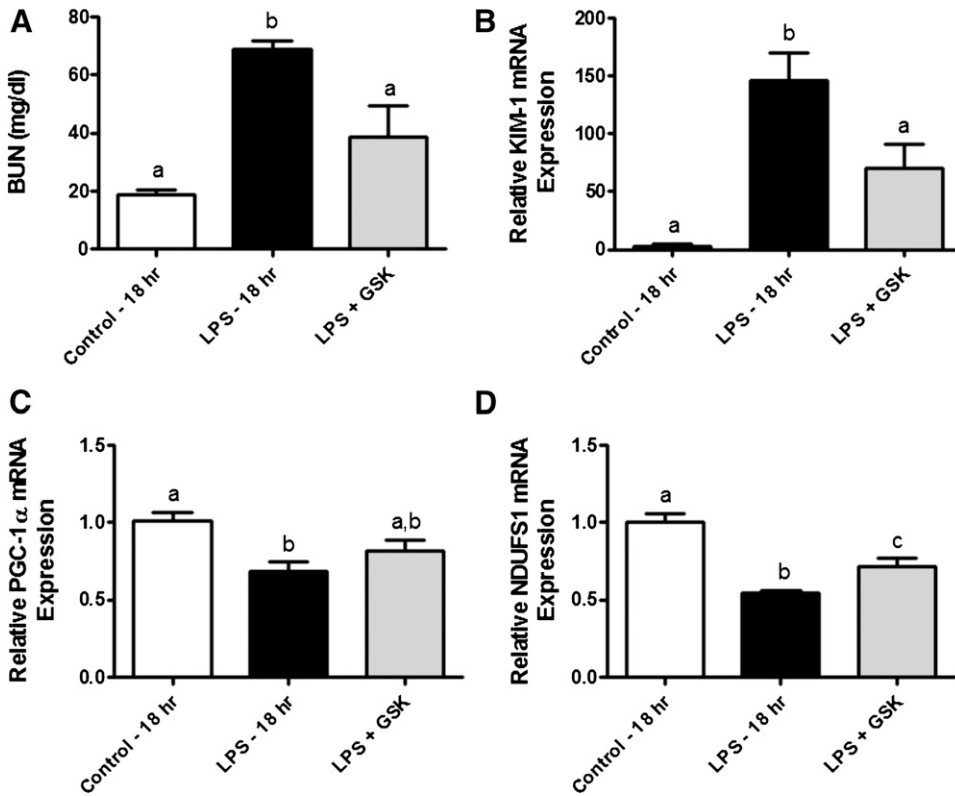 A
BUN (mg/dl)
80
60
40
20
0
a
b
a
Control - 18 hr
LPS - 18 hr
LPS + GSK
B
Relative KIM-1 mRNA
Expression
200
150
100
50
0
a
b
a
Control - 18 hr
LPS - 18 hr
LPS + GSK
C
Relative PGC-1 α mRNA
Expression
1.5
1.0
0.5
0.0
a
b
a,b
Control - 18 hr
LPS - 18 hr
LPS + GSK
D
Relative NDUFS1 mRNA
Expression
1.5
1.0
0.5
0.0
a
b
c
Control - 18 hr
LPS - 18 hr
LPS + GSK